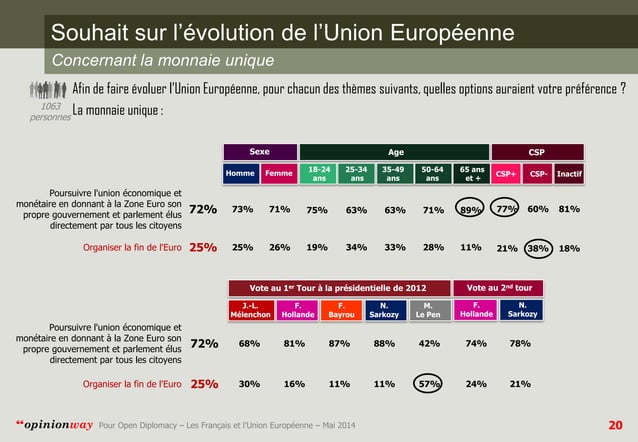 Souhait sur l’évolution de l’Union Européenne
Concernant la monnaie unique
1063
personnes
Afin de faire évoluer l’Union Européenne, pour chacun des thèmes suivants, quelles options auraient votre préférence ?
La monnaie unique :
Sexe Age CSP
Homme Femme 18-24 ans 25-34 ans 35-49 ans 50-64 ans 65 ans et + CSP+ CSP- Inactif
Poursuivre l’union économique et
monétaire en donnant à la Zone Euro son
propre gouvernement et parlement élus
directement par tous les citoyens
72% 73% 71% 75% 63% 63% 71% 89% 77% 60% 81%
Organiser la fin de l’Euro 25% 25% 26% 19% 34% 33% 28% 11% 21% 38% 18%
Vote au 1er Tour à la présidentielle de 2012 Vote au 2nd tour
J.-L. Mélenchon F. Hollande F. Bayrou N. Sarkozy M. Le Pen F. Hollande N. Sarkozy
Poursuivre l’union économique et
monétaire en donnant à la Zone Euro son
propre gouvernement et parlement élus
directement par tous les citoyens
72% 68% 81% 87% 88% 42% 74% 78%
Organiser la fin de l’Euro 25% 30% 16% 11% 11% 57% 24% 21%
“opinionway Pour Open Diplomacy – Les Français et l’Union Européenne – Mai 2014 20